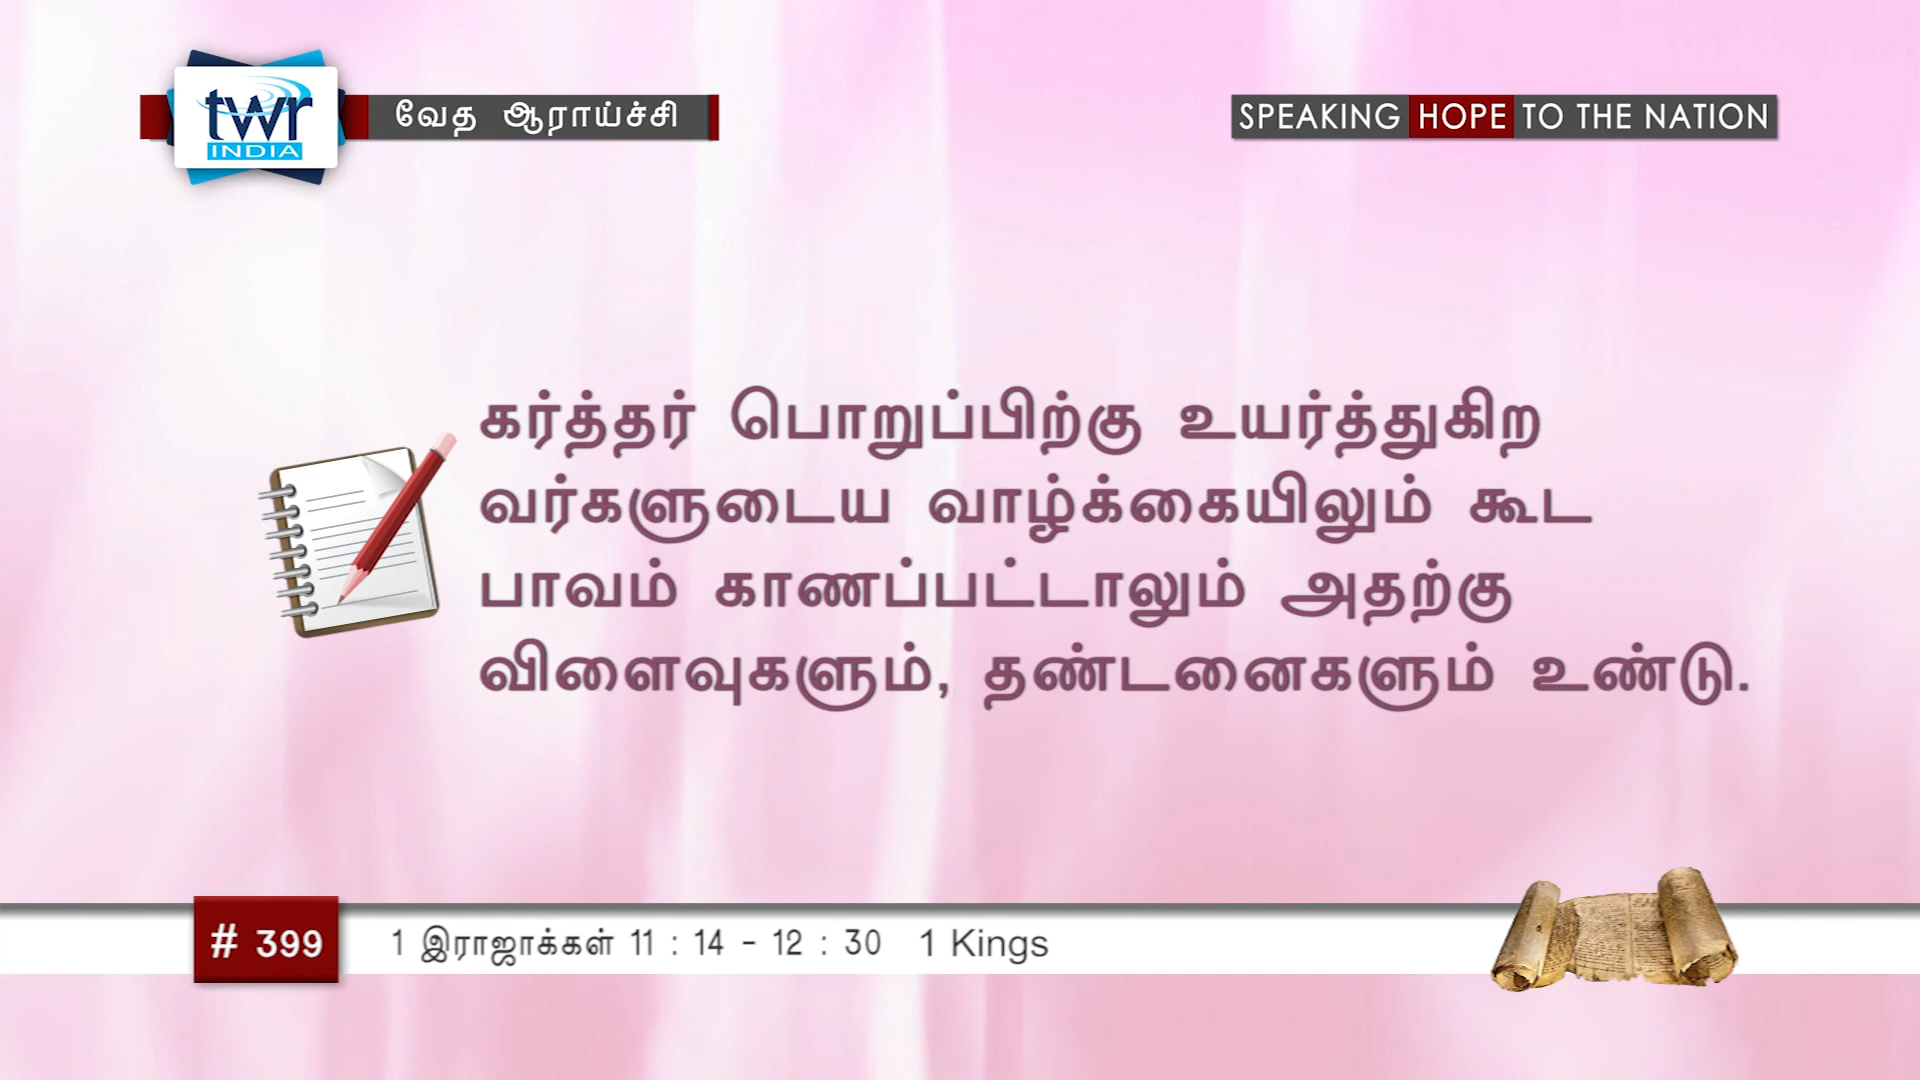 twr
INDIA
வேத ஆராய்ச்சி
SPEAKING HOPE TO THE NATION
கர்த்தர் பொறுப்பிற்கு உயர்த்துகிற
வர்களுடைய வாழ்க்கையிலும் கூட
பாவம் காணப்பட்டாலும் அதற்கு
விளைவுகளும், தண்டனைகளும் உண்டு.
# 399
1 இராஜாக்கள் 11 : 14 - 12 : 30 1 Kings